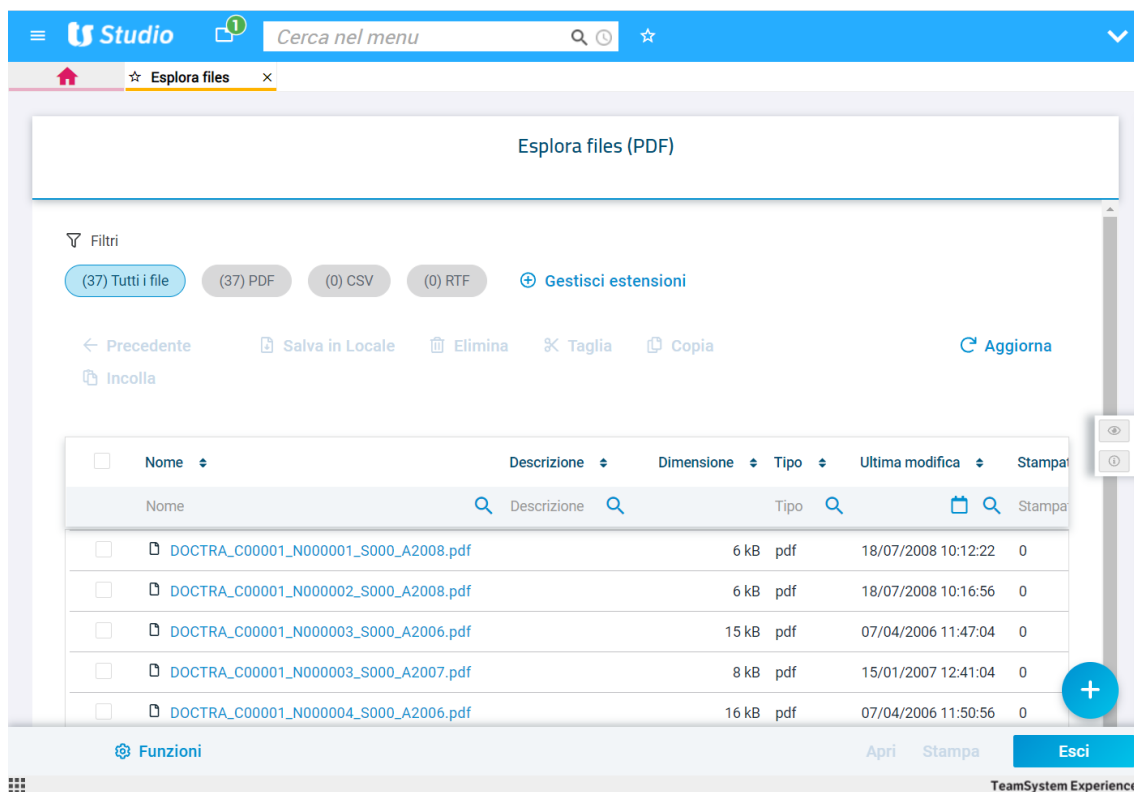 TS Studio 1 Cerca nel menu
Esplora files ×
Esplora files (PDF)
Filtri
(37) Tutti i file (37) PDF (0) CSV (0) RTF Gestisci estensioni
Precedente Salva in Locale Elimina Taglia Copia Aggiorna
Incolla
Nome Descrizione Dimensione Tipo Ultima modifica Stampat
Nome Descrizione Tipo Stampat
DOCTRA_C00001_N000001_S000_A2008.pdf 6 kB pdf 18/07/2008 10:12:22 0
DOCTRA_C00001_N000002_S000_A2008.pdf 6 kB pdf 18/07/2008 10:16:56 0
DOCTRA_C00001_N000003_S000_A2006.pdf 15 kB pdf 07/04/2006 11:47:04 0
DOCTRA_C00001_N000003_S000_A2007.pdf 8 kB pdf 15/01/2007 12:41:04 0
DOCTRA_C00001_N000004_S000_A2006.pdf 16 kB pdf 07/04/2006 11:50:56 0
Funzioni Apri Stampa Esci
TeamSystem Experience